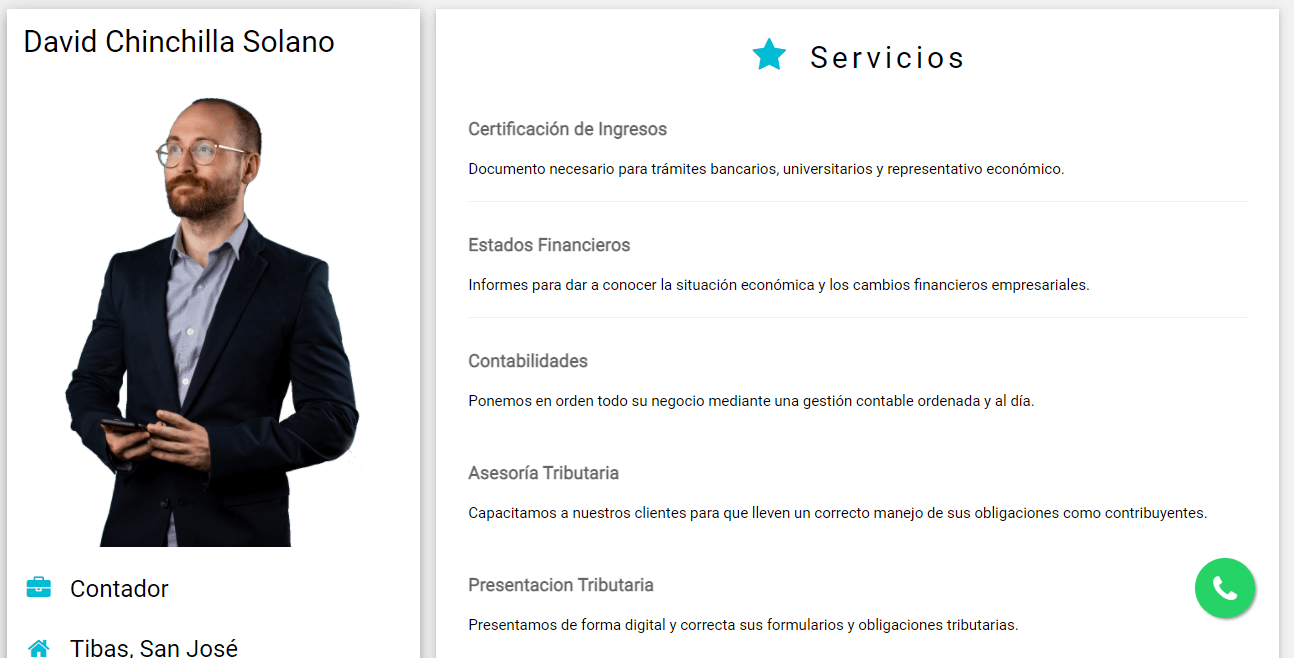 David Chinchilla Solano
Contador
Tibas, San José
Servicios
Certificación de Ingresos
Documento necesario para trámites bancarios, universitarios y representativo económico.
Estados Financieros
Informes para dar a conocer la situación económica y los cambios financieros empresariales.
Contabilidades
Ponemos en orden todo su negocio mediante una gestión contable ordenada y al día.
Asesoría Tributaria
Capacitamos a nuestros clientes para que lleven un correcto manejo de sus obligaciones como contribuyentes.
Presentacion Tributaria
Presentamos de forma digital y correcta sus formularios y obligaciones tributarias.